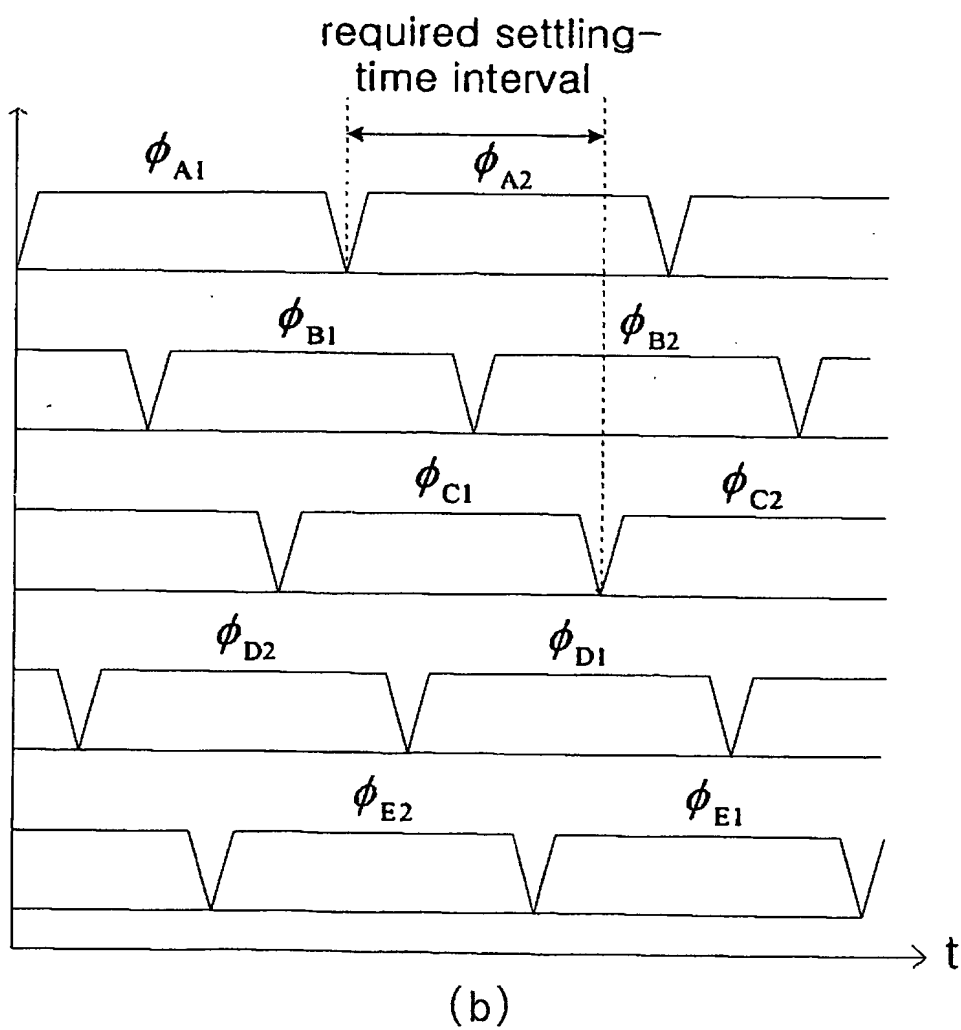 required settling-
time interval
ϕA1
ϕA2
ϕB1
ϕB2
ϕC1
ϕC2
ϕD2
ϕD1
ϕE2
ϕE1
t
(b)